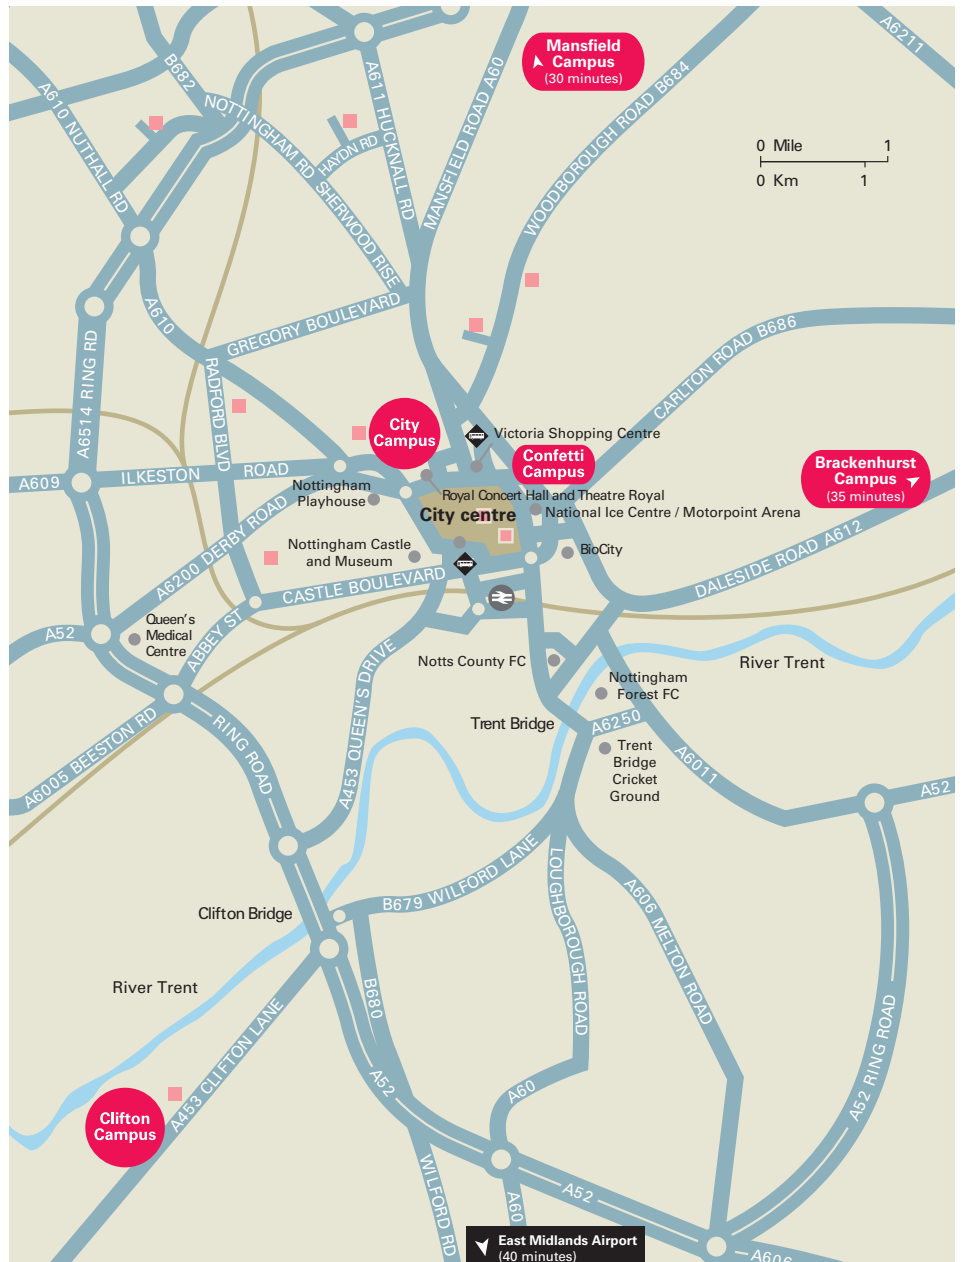 A6211
Mansfield
Campus
(30 minutes)
B682
A611 HUCKNALL RD
MANSFIELD ROAD A60
WOODBOROUGH ROAD B684
A610 NUTHALL RD
NOTTINGHAM RD
SHERWOOD RISE
HAYDN RD
0 Mile 1
0 Km 1
A610
GREGORY BOULEVARD
RADFORD BLVD
A6514 RING RD
CARLTON ROAD B686
City
Campus
Victoria Shopping Centre
Confetti
Campus
Brackenhurst
Campus
(35 minutes)
A609
ILKESTON ROAD
Nottingham
Playhouse
Royal Concert Hall and Theatre Royal
City centre
National Ice Centre / Motorpoint Arena
A6200 DERBY ROAD
Nottingham Castle
and Museum
BioCity
DALESIDE ROAD A612
CASTLE BOULEVARD
ABBEY ST
A52
Queen's
Medical
Centre
Notts County FC
River Trent
Nottingham
Forest FC
A453 QUEEN'S DRIVE
Trent Bridge
A6250
RING ROAD
A6005 BEESTON RD
Trent
Bridge
Cricket
Ground
A6011
A52
B679 WILFORD LANE
LOUGHBOROUGH ROAD
A606 MELTON ROAD
Clifton Bridge
River Trent
B680
A453 CLIFTON LANE
A52
A60
A52 RING ROAD
Clifton
Campus
WILFORD RD
A60
A52
East Midlands Airport
(40 minutes)
A606